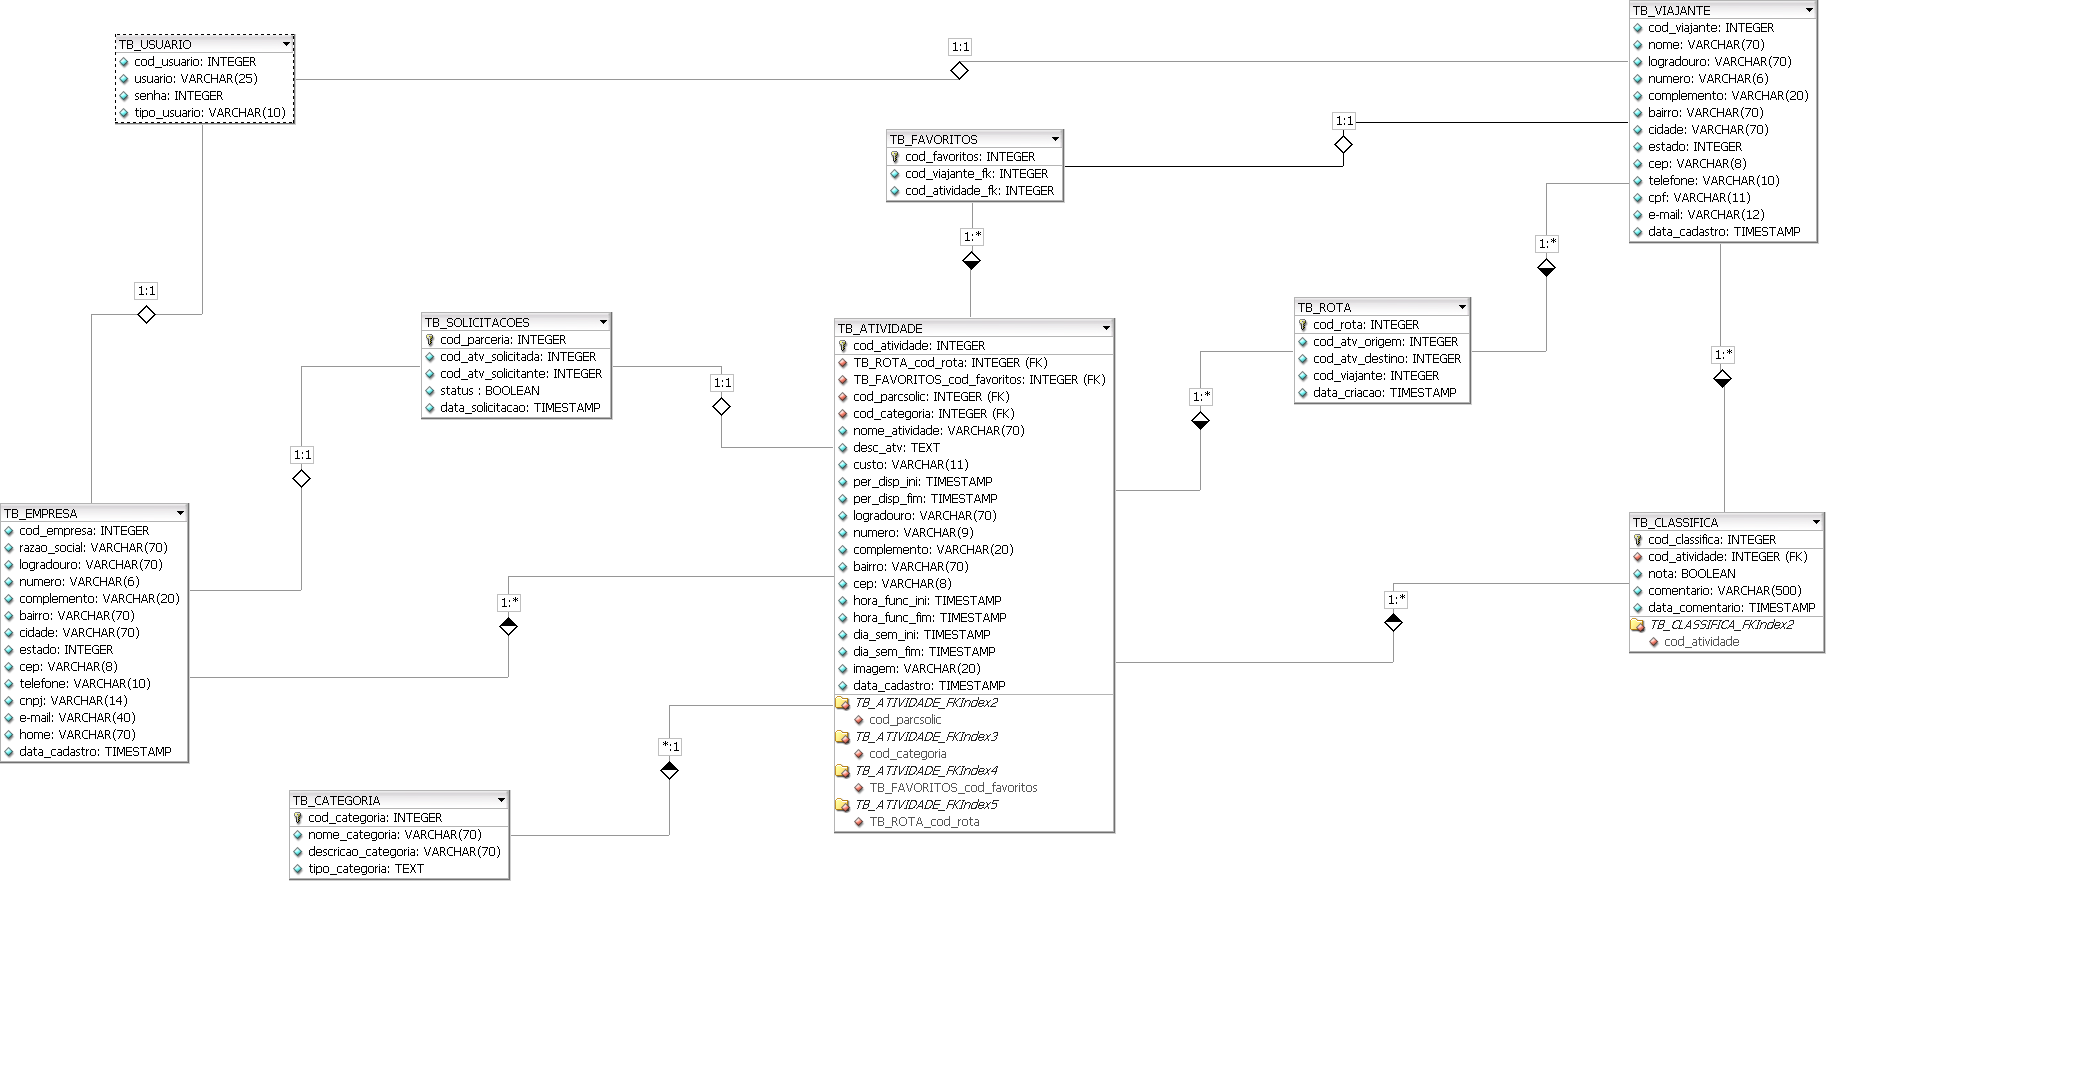 TB_USUARIO
cod_usuario: INTEGER
usuario: VARCHAR(25)
senha: INTEGER
tipo_usuario: VARCHAR(10)
1:1
TB_VIAJANTE
cod_viajante: INTEGER
nome: VARCHAR(70)
logradouro: VARCHAR(70)
numero: VARCHAR(6)
complemento: VARCHAR(20)
bairro: VARCHAR(70)
cidade: VARCHAR(70)
estado: INTEGER
cep: VARCHAR(8)
telefone: VARCHAR(10)
cpf: VARCHAR(11)
e-mail: VARCHAR(12)
data_cadastro: TIMESTAMP
TB_FAVORITOS
cod_favoritos: INTEGER
cod_viajante_fk: INTEGER
cod_atividade_fk: INTEGER
1:1
1:*
1:*
1:1
TB_SOLICITACOES
cod_parceria: INTEGER
cod_atv_solicitada: INTEGER
cod_atv_solicitante: INTEGER
status : BOOLEAN
data_solicitacao: TIMESTAMP
1:1
1:1
TB_ATIVIDADE
cod_atividade: INTEGER
TB_ROTA_cod_rota: INTEGER (FK)
TB_FAVORITOS_cod_favoritos: INTEGER (FK)
cod_parcsolic: INTEGER (FK)
cod_categoria: INTEGER (FK)
nome_atividade: VARCHAR(70)
desc_atv: TEXT
custo: VARCHAR(11)
per_disp_ini: TIMESTAMP
per_disp_fim: TIMESTAMP
logradouro: VARCHAR(70)
numero: VARCHAR(9)
complemento: VARCHAR(20)
bairro: VARCHAR(70)
cep: VARCHAR(8)
hora_func_ini: TIMESTAMP
hora_func_fim: TIMESTAMP
dia_sem_ini: TIMESTAMP
dia_sem_fim: TIMESTAMP
imagem: VARCHAR(20)
data_cadastro: TIMESTAMP
TB_ATIVIDADE_FKIndex2
cod_parcsolic
TB_ATIVIDADE_FKIndex3
cod_categoria
TB_ATIVIDADE_FKIndex4
TB_FAVORITOS_cod_favoritos
TB_ATIVIDADE_FKIndex5
TB_ROTA_cod_rota
TB_ROTA
cod_rota: INTEGER
cod_atv_origem: INTEGER
cod_atv_destino: INTEGER
cod_viajante: INTEGER
data_criacao: TIMESTAMP
1:*
1:*
TB_EMPRESA
cod_empresa: INTEGER
razao_social: VARCHAR(70)
logradouro: VARCHAR(70)
numero: VARCHAR(6)
complemento: VARCHAR(20)
bairro: VARCHAR(70)
cidade: VARCHAR(70)
estado: INTEGER
cep: VARCHAR(8)
telefone: VARCHAR(10)
cnpj: VARCHAR(14)
e-mail: VARCHAR(40)
home: VARCHAR(70)
data_cadastro: TIMESTAMP
1:*
TB_CLASSIFICA
cod_classifica: INTEGER
cod_atividade: INTEGER (FK)
nota: BOOLEAN
comentario: VARCHAR(500)
data_comentario: TIMESTAMP
TB_CLASSIFICA_FKIndex2
cod_atividade
1:*
*:1
TB_CATEGORIA
cod_categoria: INTEGER
nome_categoria: VARCHAR(70)
descricao_categoria: VARCHAR(70)
tipo_categoria: TEXT